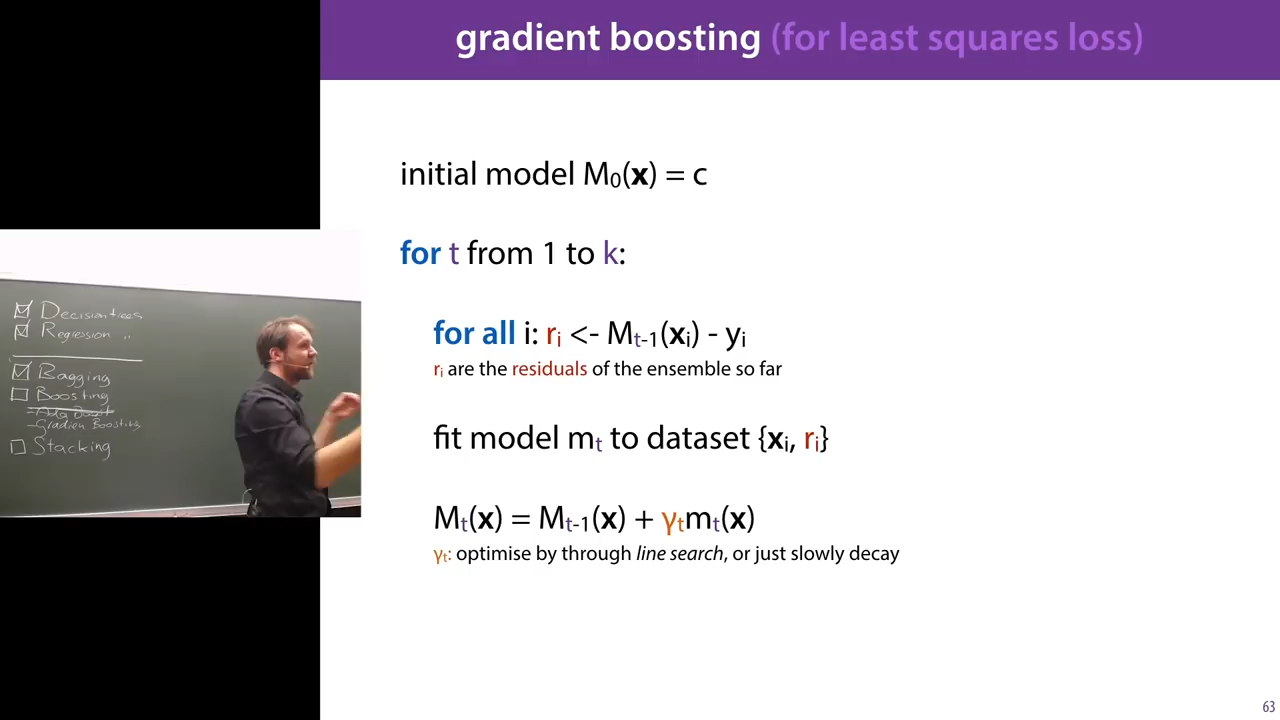 gradient boosting (for least squares loss)
initial model M₀(x) = c
for t from 1 to k:
for all i: rᵢ <- Mₜ₋₁(xᵢ) - yᵢ
rᵢ are the residuals of the ensemble so far
fit model mₜ to dataset {xᵢ, rᵢ}
Mₜ(x) = Mₜ₋₁(x) + γₜmₜ(x)
γₜ: optimise by through line search, or just slowly decay
Decision trees
Regression "
Bagging
Boosting
- Ada Boost
- Gradien Boosting
Stacking
63